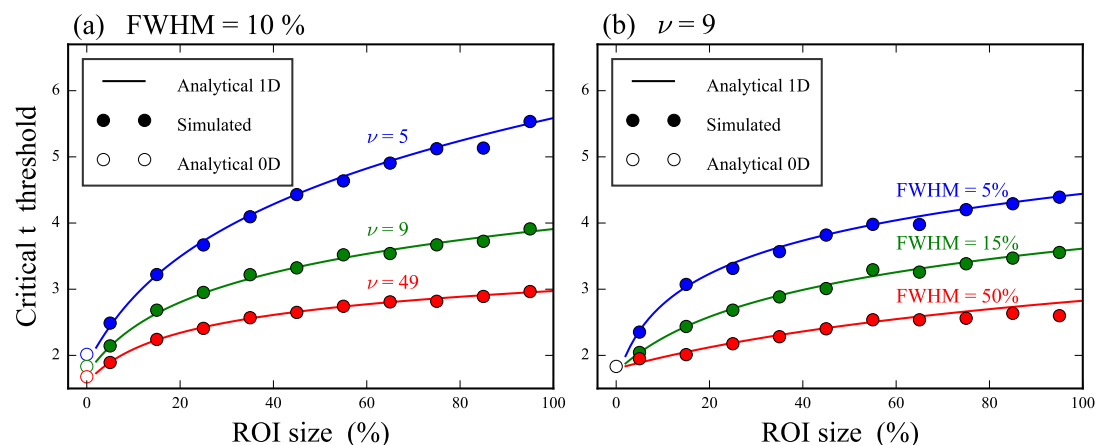 (a) FWHM = 10 %
Critical t threshold
6
5
4
3
2
Analytical 1D
Simulated
Analytical 0D
ν = 5
ν = 9
ν = 49
0 20 40 60 80 100
ROI size (%)
(b) ν = 9
6
5
4
3
2
Analytical 1D
Simulated
Analytical 0D
FWHM = 5%
FWHM = 15%
FWHM = 50%
0 20 40 60 80 100
ROI size (%)